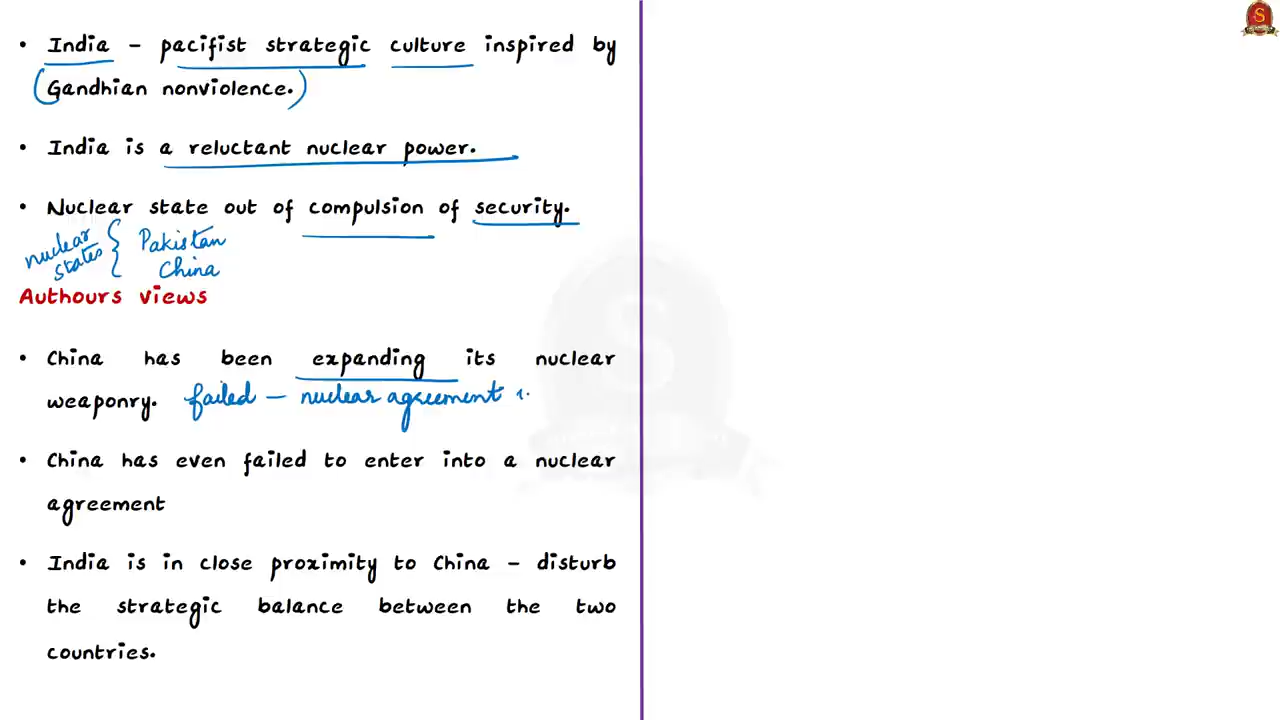 • India - pacifist strategic culture inspired by
(Gandhian nonviolence.)
• India is a reluctant nuclear power.
• Nuclear state out of compulsion of security.
nuclear states { Pakistan
China
Authours views
• China has been expanding its nuclear
weaponry. failed - nuclear agreement
• China has even failed to enter into a nuclear
agreement
• India is in close proximity to China - disturb
the strategic balance between the two
countries.